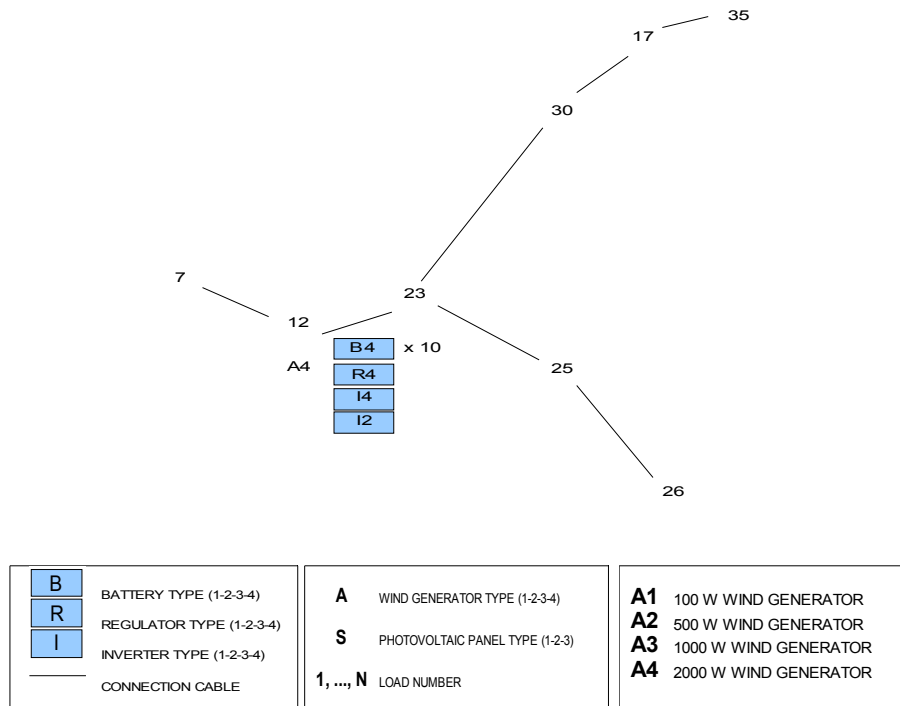 35
17
30
7
23
12
B4 x 10
A4
R4
25
I4
I2
26
B BATTERY TYPE (1-2-3-4)
R REGULATOR TYPE (1-2-3-4)
I INVERTER TYPE (1-2-3-4)
CONNECTION CABLE
A WIND GENERATOR TYPE (1-2-3-4)
S PHOTOVOLTAIC PANEL TYPE (1-2-3)
1, ..., N LOAD NUMBER
A1 100 W WIND GENERATOR
A2 500 W WIND GENERATOR
A3 1000 W WIND GENERATOR
A4 2000 W WIND GENERATOR